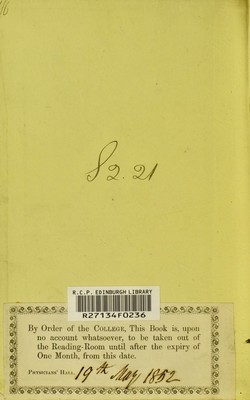 S2.21
R.C.P. EDINBURGH LIBRARY
R27134F0236
By Order of the COLLEGE, This Book is, upon
no account whatsoever, to be taken out of
the Reading-Room until after the expiry of
One Month, from this date.
PHYSICIANS' HALL, 19th May 1852